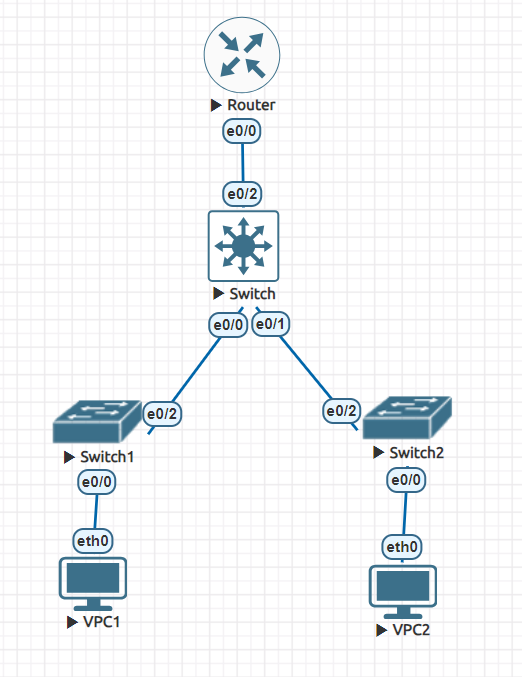 Router
e0/0
e0/2
Switch
e0/0
e0/1
e0/2
e0/2
Switch1
Switch2
e0/0
e0/0
eth0
eth0
VPC1
VPC2